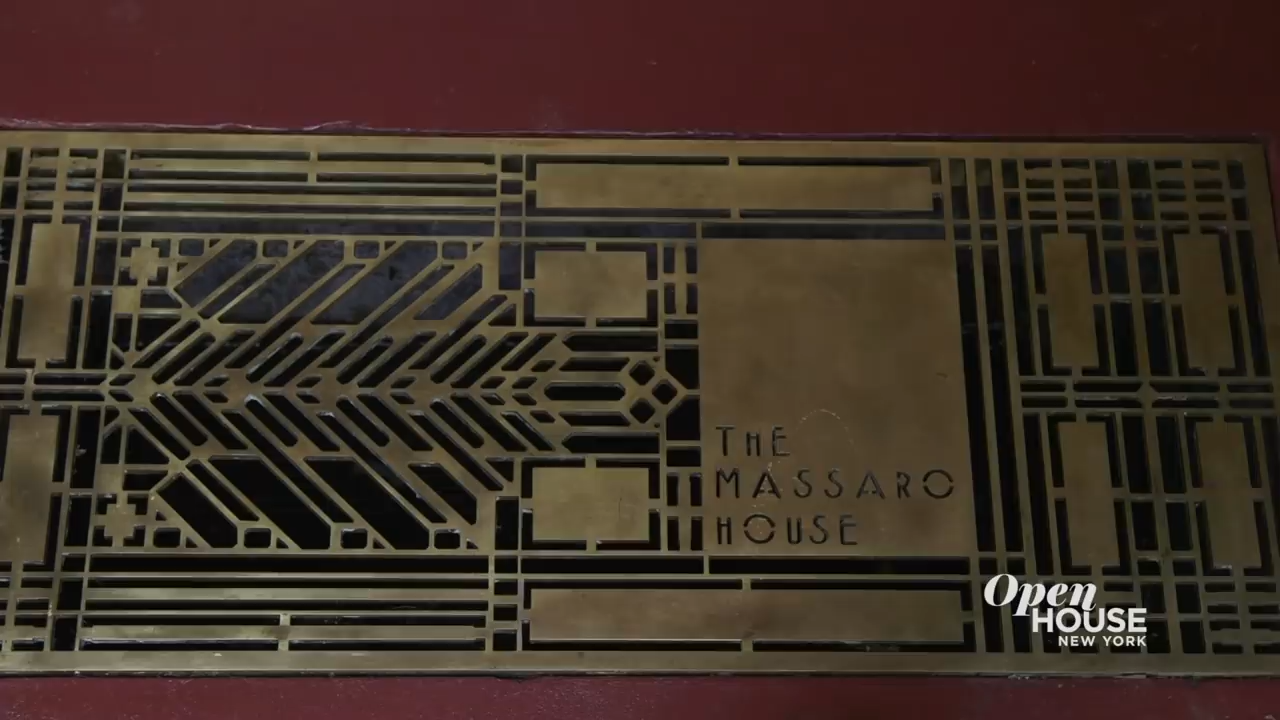 THE
MASSARO
HOUSE
Open
HOUSE
NEW YORK